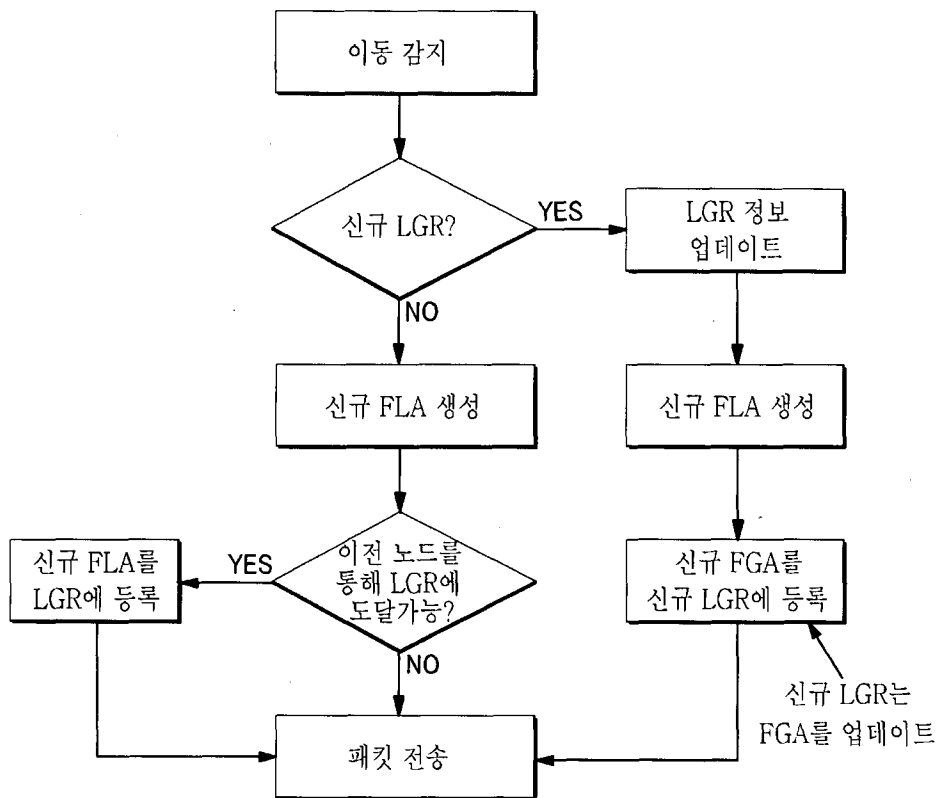 이동 감지
신규 LGR?
YES
LGR 정보
업데이트
NO
신규 FLA 생성
신규 FLA 생성
신규 FLA를
LGR에 등록
YES
이전 노드를
통해 LGR에
도달가능?
신규 FGA를
신규 LGR에 등록
NO
신규 LGR는
FGA를 업데이트
패킷 전송